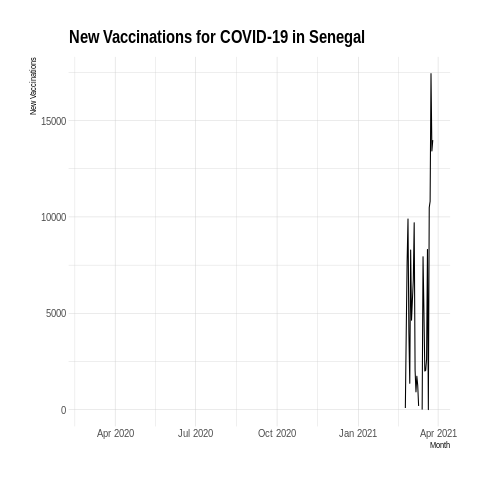 New Vaccinations for COVID-19 in Senegal
New Vaccinations
15000
10000
5000
0
Apr 2020 Jul 2020 Oct 2020 Jan 2021 Apr 2021
Month